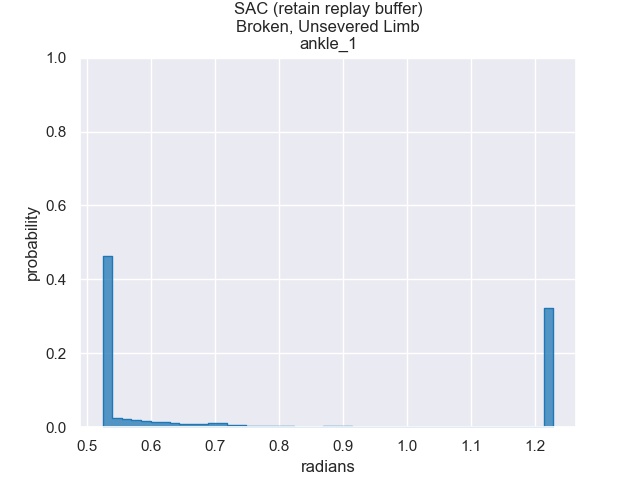 SAC (retain replay buffer)
Broken, Unsevered Limb
ankle_1
1.0
0.8
0.6
0.4
0.2
0.0
probability
0.5 0.6 0.7 0.8 0.9 1.0 1.1 1.2
radians